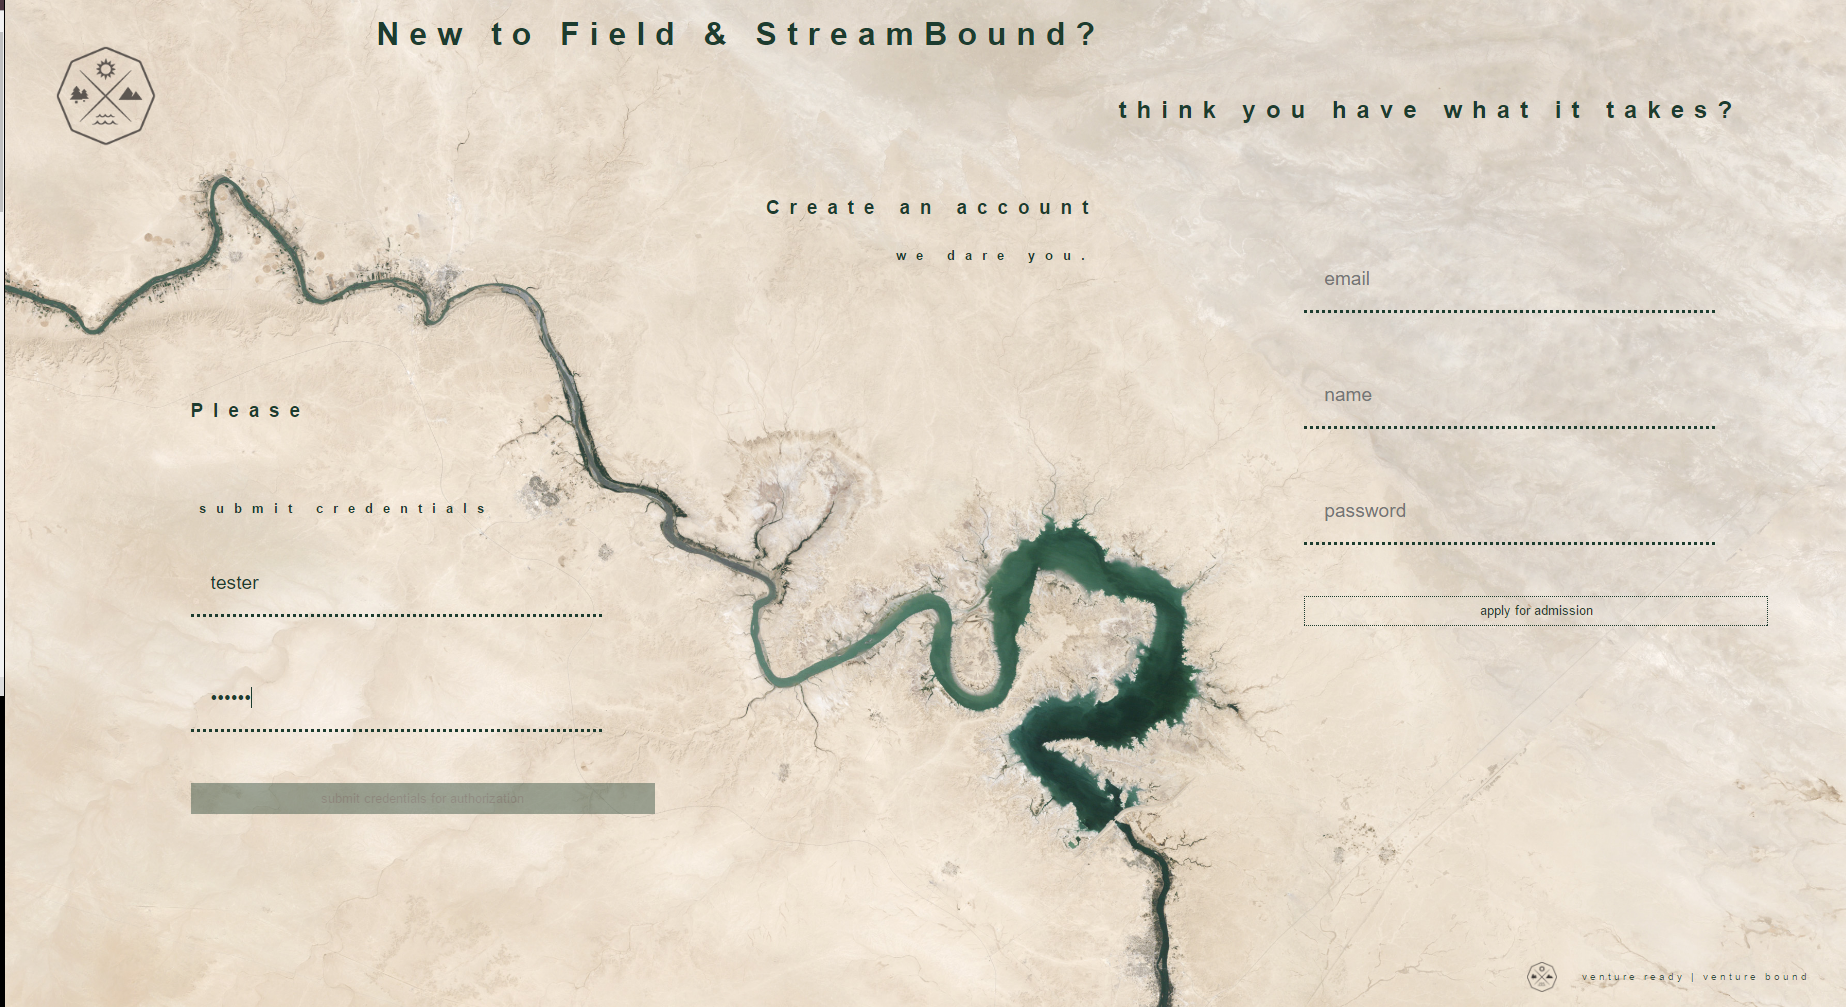 New to Field & StreamBound?
think you have what it takes?
Create an account
we dare you.
email
name
password
apply for admission
Please
submit credentials
tester
••••••
submit credentials for authorization
venture ready | venture bound